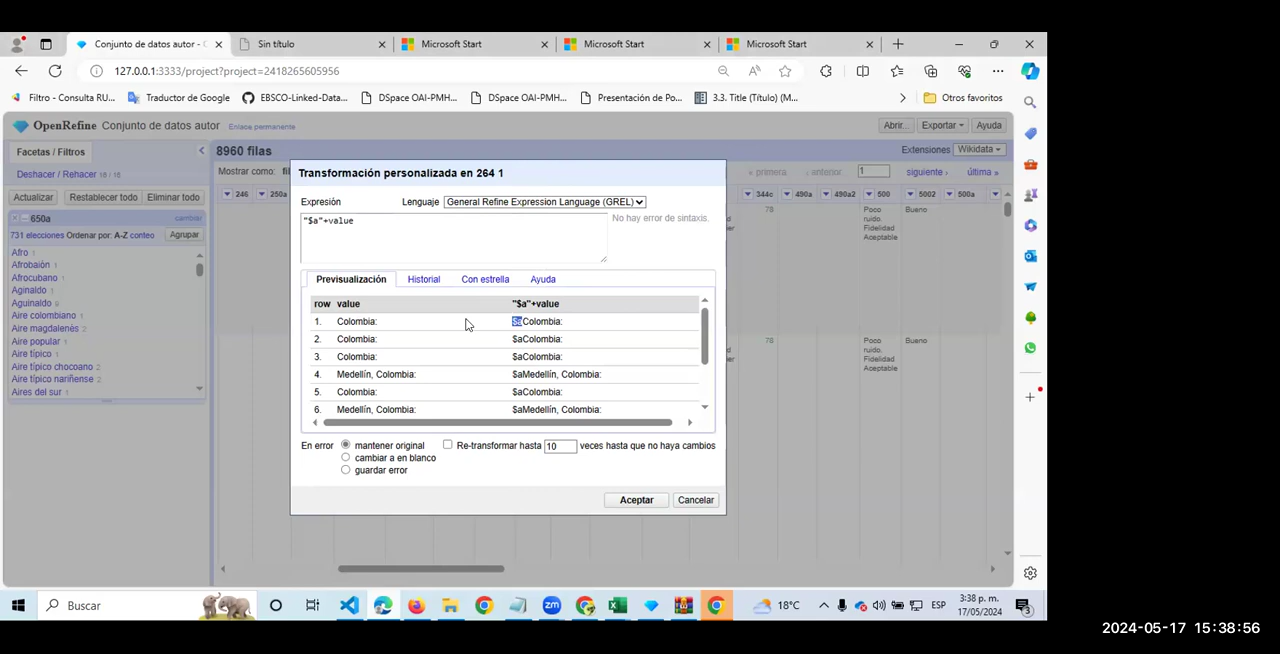 Conjunto de datos autor - C
Sin título
Microsoft Start
Microsoft Start
Microsoft Start
127.0.0.1:3333/project?project=2418265605956
Filtro - Consulta RU...
Traductor de Google
EBSCO-Linked-Data...
DSpace OAI-PMH...
DSpace OAI-PMH...
Presentación de Po...
3.3. Title (Título) (M...
Otros favoritos
OpenRefine Conjunto de datos autor Enlace permanente
Abrir...
Exportar
Ayuda
Facetas / Filtros
Deshacer / Rehacer 18 / 18
Actualizar
Restablecer todo
Eliminar todo
650a
cambiar
731 elecciones Ordenar por: A-Z conteo
Agrupar
Afro 1
Afrobaión 1
Afrocubano 1
Aginaldo 1
Aguinaldo 9
Aire colombiano 1
Aire magdalenés 2
Aire popular 1
Aire típico 1
Aire típico chocoano 2
Aire típico nariñense 2
Aires del sur 1
8960 filas
Extensiones
Wikidata
Mostrar como: fil
« primera
‹ anterior
1
siguiente ›
última »
246
250a
344c
490a
490a2
500
5002
500a
78
Poco
ruido.
Fidelidad
Aceptable
Bueno
78
Poco
ruido.
Fidelidad
Aceptable
Bueno
Transformación personalizada en 264 1
Expresión
Lenguaje
General Refine Expression Language (GREL)
"$a"+value
No hay error de sintaxis.
Previsualización
Historial
Con estrella
Ayuda
row value "$a"+value
1. Colombia: $aColombia:
2. Colombia: $aColombia:
3. Colombia: $aColombia:
4. Medellín, Colombia: $aMedellín, Colombia:
5. Colombia: $aColombia:
6. Medellín, Colombia: $aMedellín, Colombia:
En error
mantener original
cambiar a en blanco
guardar error
Re-transformar hasta 10 veces hasta que no haya cambios
Aceptar
Cancelar
Buscar
18°C
ESP
3:38 p. m.
17/05/2024
2024-05-17 15:38:56